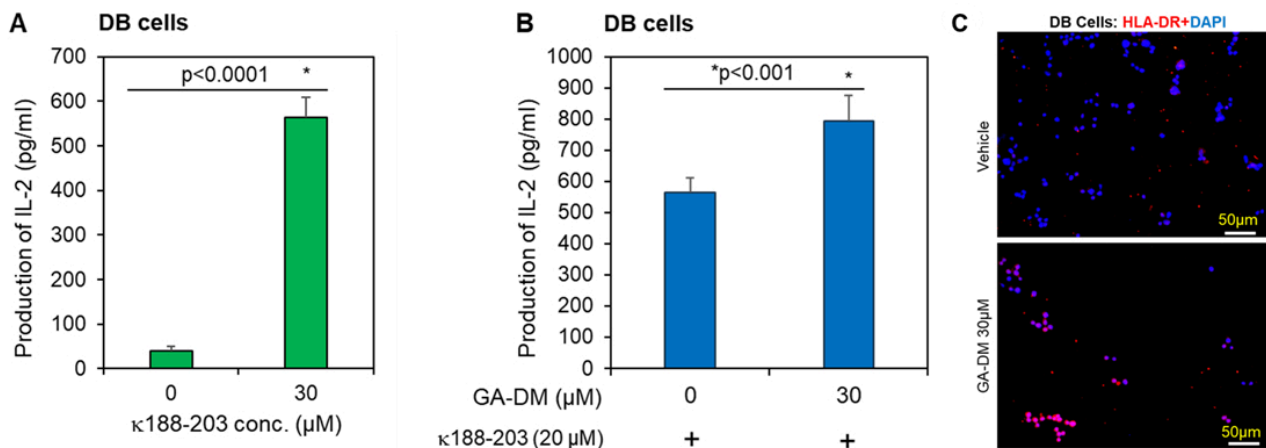 A DB cells
700
600
500
400
300
200
100
0
Production of IL-2 (pg/ml)
p<0.0001 *
0 30
κ188-203 conc. (µM)
B DB cells
1000
900
800
700
600
500
400
300
200
100
0
Production of IL-2 (pg/ml)
*p<0.001 *
GA-DM (µM) 0 30
κ188-203 (20 µM) + +
C
DB Cells: HLA-DR+DAPI
Vehicle
50µm
GA-DM 30µM
50µm